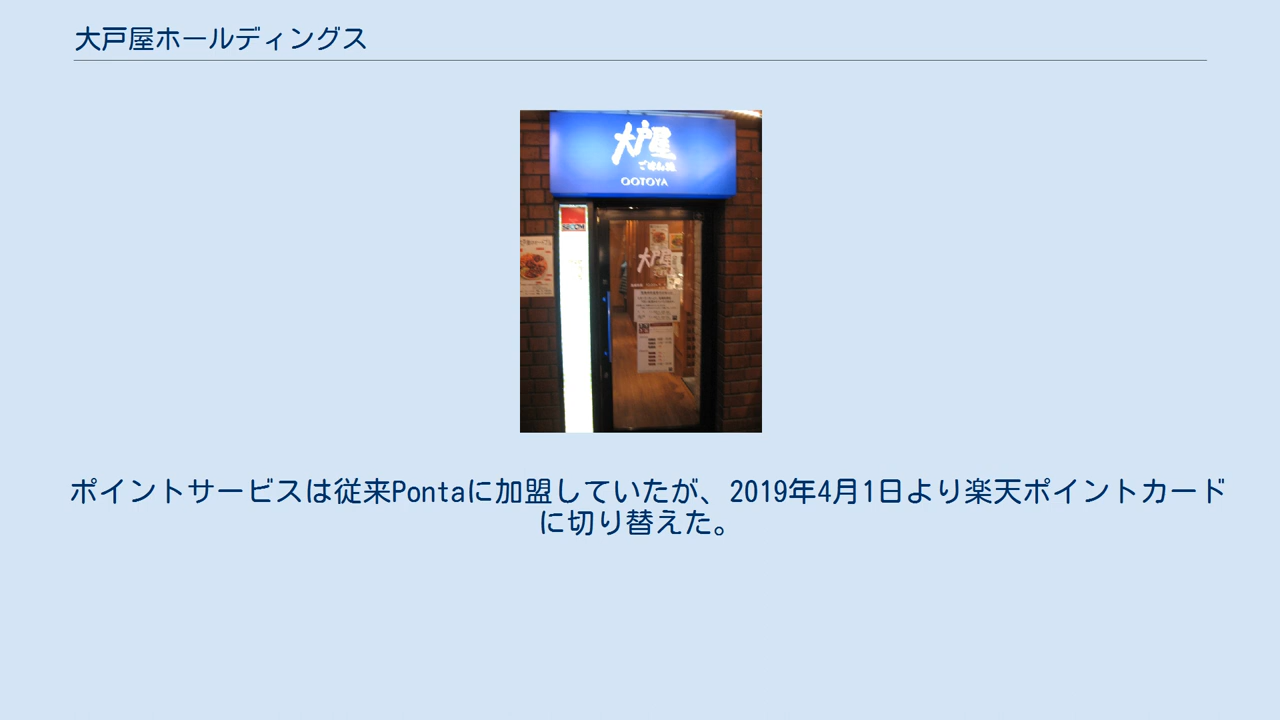 大戸屋ホールディングス
大戸屋
ごはん処
OOTOYA
大戸屋
ポイントサービスは従来Pontaに加盟していたが、2019年4月1日より楽天ポイントカード
に切り替えた。